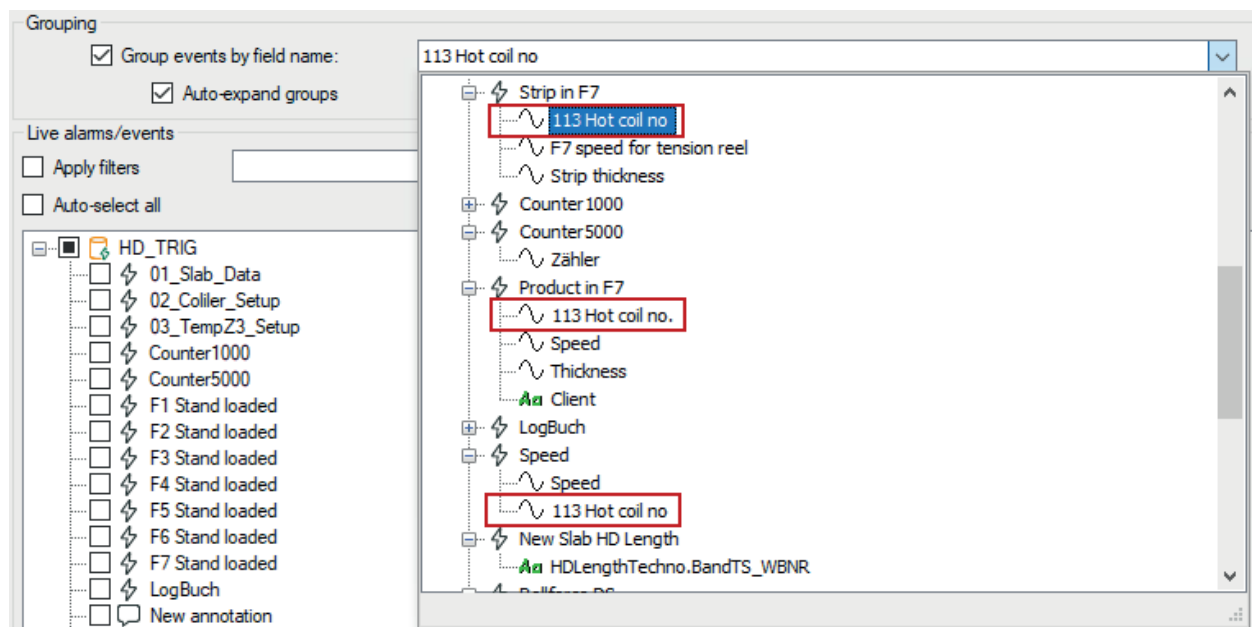 Grouping
Group events by field name:
113 Hot coil no
Auto-expand groups
Live alarms/events
Apply filters
Auto-select all
HD_TRIG
01_Slab_Data
02_Coliler_Setup
03_TempZ3_Setup
Counter1000
Counter5000
F1 Stand loaded
F2 Stand loaded
F3 Stand loaded
F4 Stand loaded
F5 Stand loaded
F6 Stand loaded
F7 Stand loaded
LogBuch
New annotation
Strip in F7
113 Hot coil no
F7 speed for tension reel
Strip thickness
Counter1000
Counter5000
Zähler
Product in F7
113 Hot coil no.
Speed
Thickness
Aa Client
LogBuch
Speed
Speed
113 Hot coil no
New Slab HD Length
Aa HDLengthTechno.BandTS_WBNR